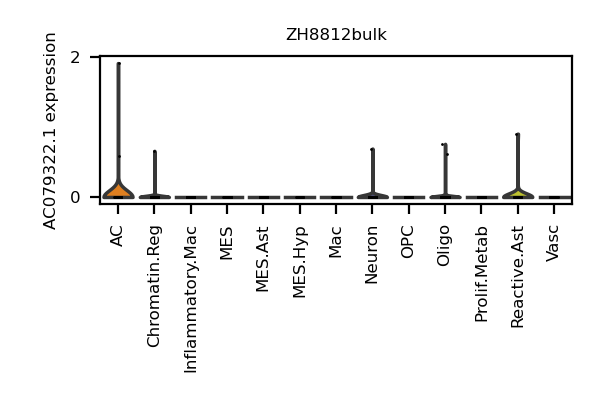 ZH8812bulk
AC079322.1 expression
2
0
AC
Chromatin.Reg
Inflammatory.Mac
MES
MES.Ast
MES.Hyp
Mac
Neuron
OPC
Oligo
Prolif.Metab
Reactive.Ast
Vasc